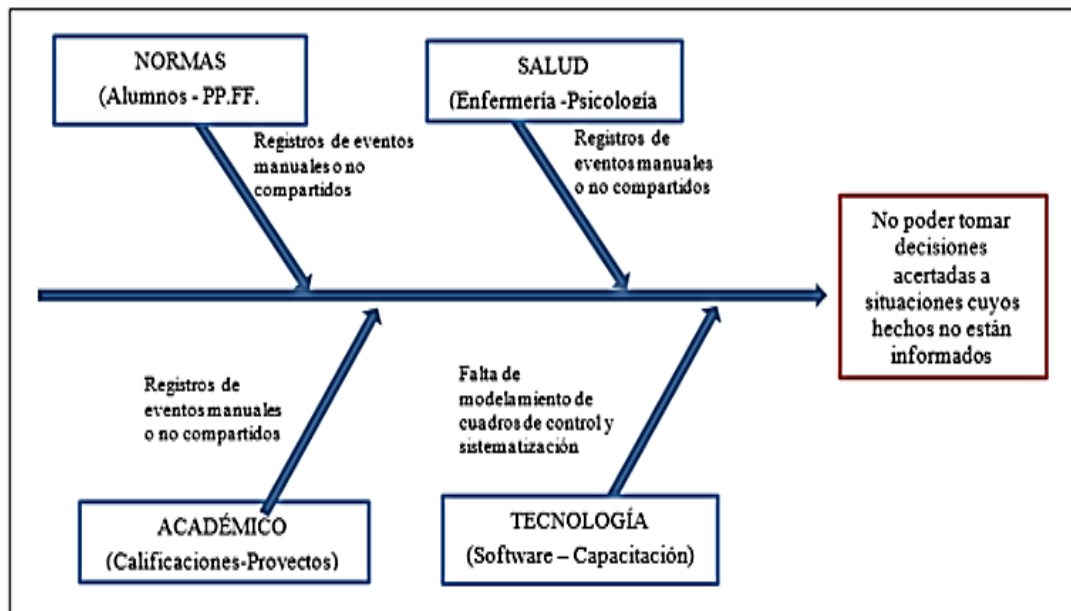 NORMAS
(Alumnos - PP.FF.
Registros de eventos
manuales o no
compartidos
SALUD
(Enfermería -Psicología
Registros de
eventos manuales
o no compartidos
No poder tomar
decisiones
acertadas a
situaciones cuyos
hechos no están
informados
Registros de
eventos manuales
o no compartidos
ACADÉMICO
(Calificaciones-Proyectos)
Falta de
modelamiento de
cuadros de control y
sistematización
TECNOLOGÍA
(Software – Capacitación)